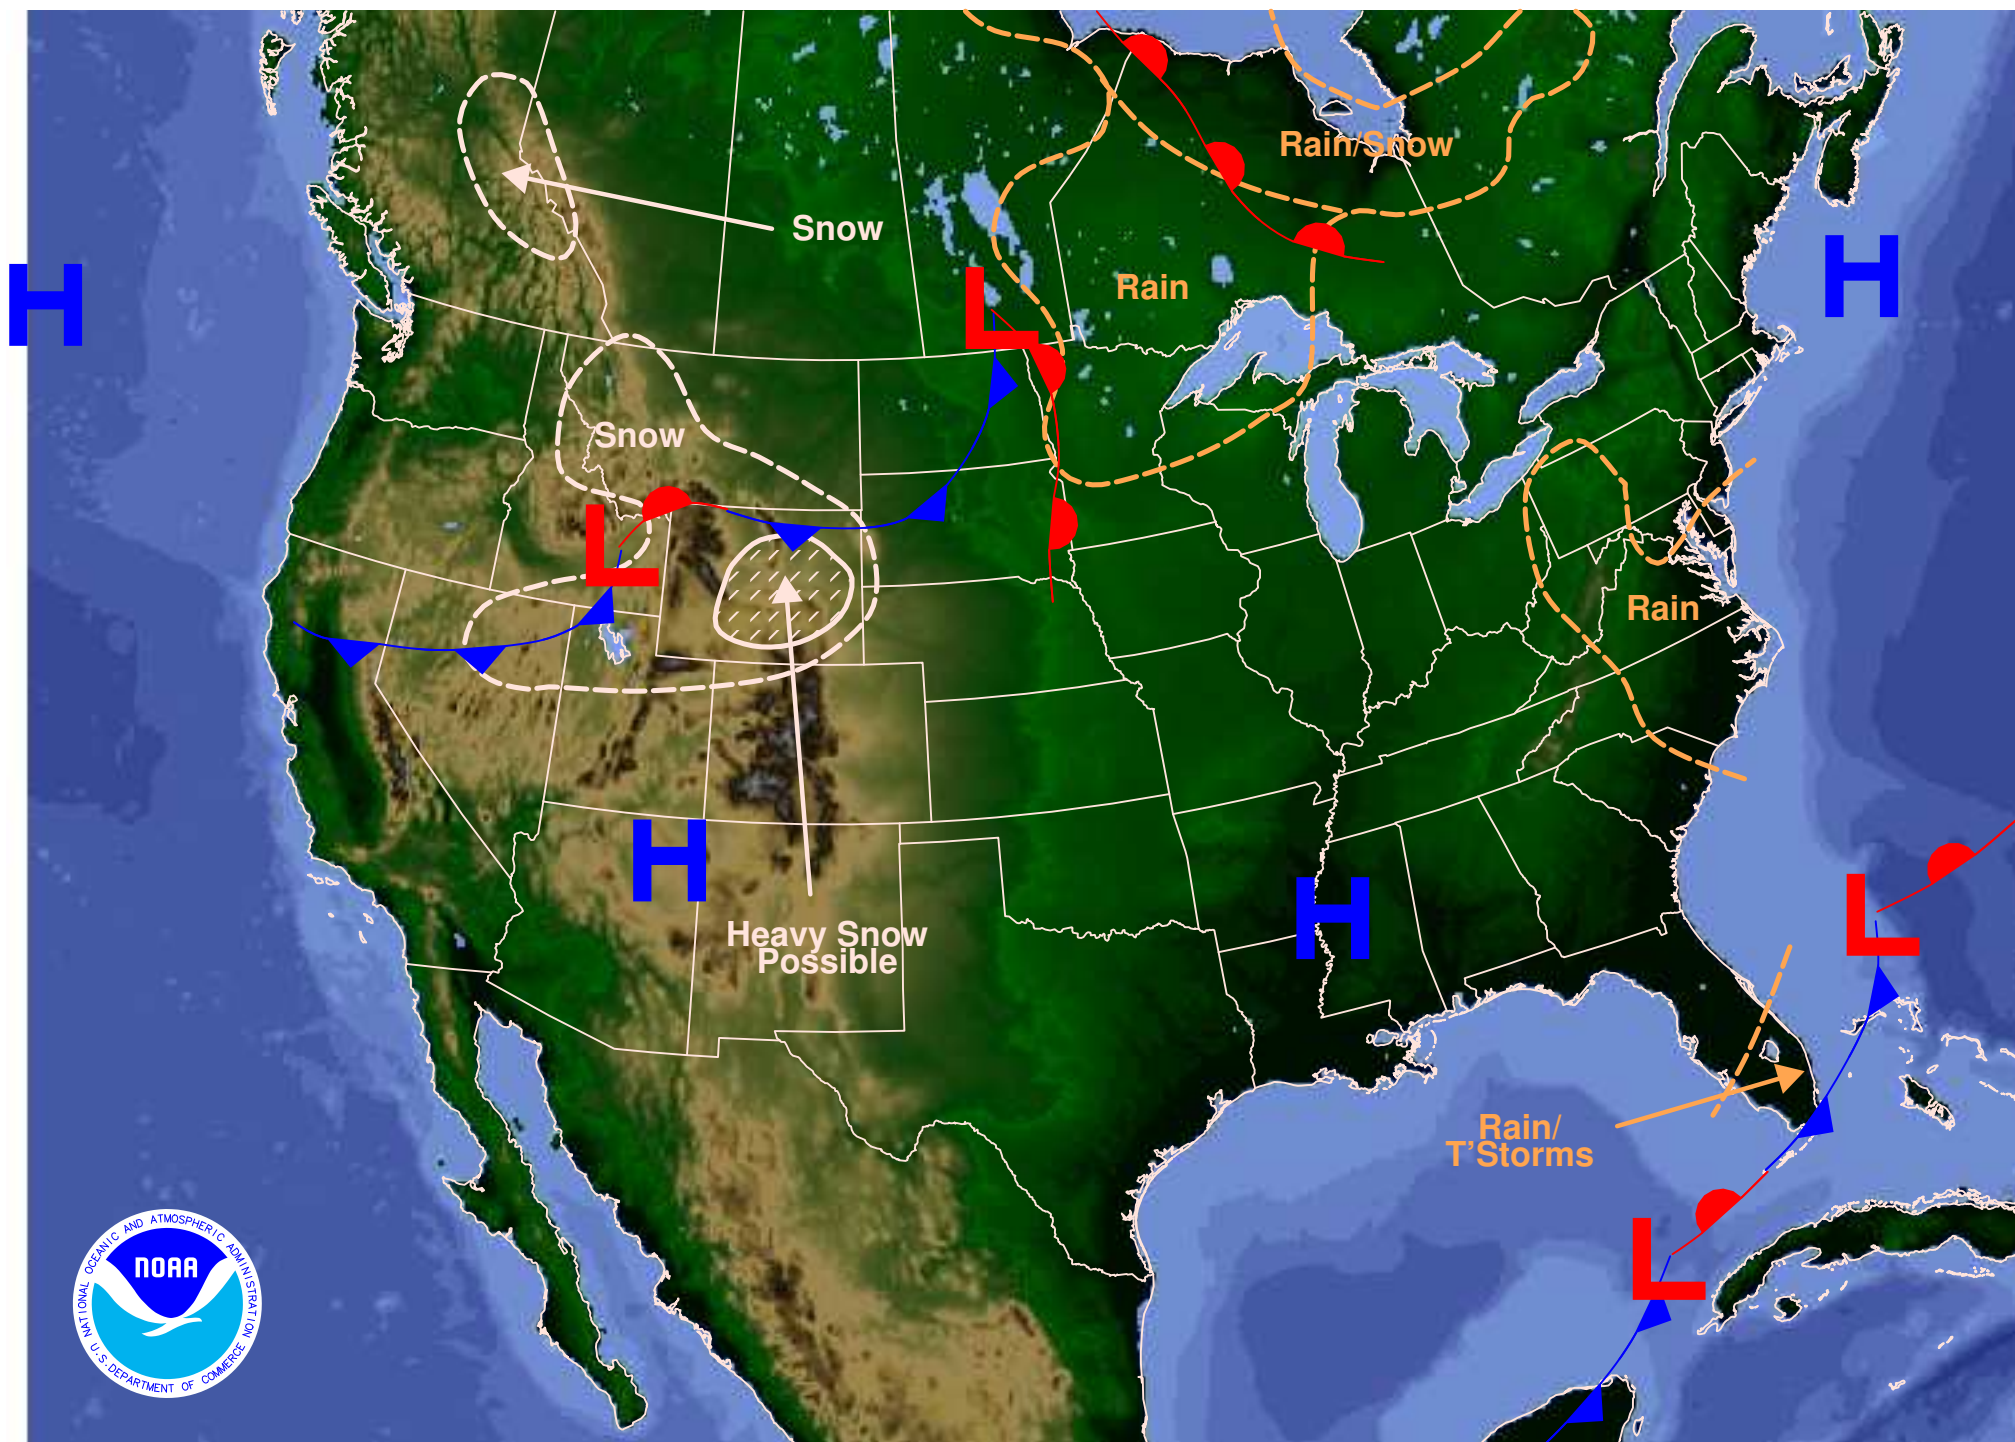 Rain/Snow
Snow
H
H
Rain
L
Snow
L
Rain
H
H
L
Heavy Snow
Possible
Rain/
T'Storms
L
NATIONAL OCEANIC AND ATMOSPHERIC ADMINISTRATION
NOAA
U.S. DEPARTMENT OF COMMERCE